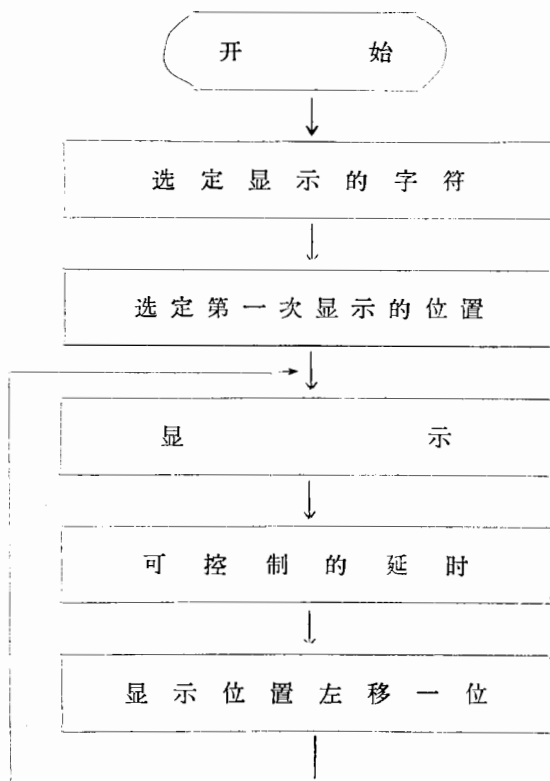 开始
选定显示的字符
选定第一次显示的位置
显示
可控制的延时
显示位置左移一位